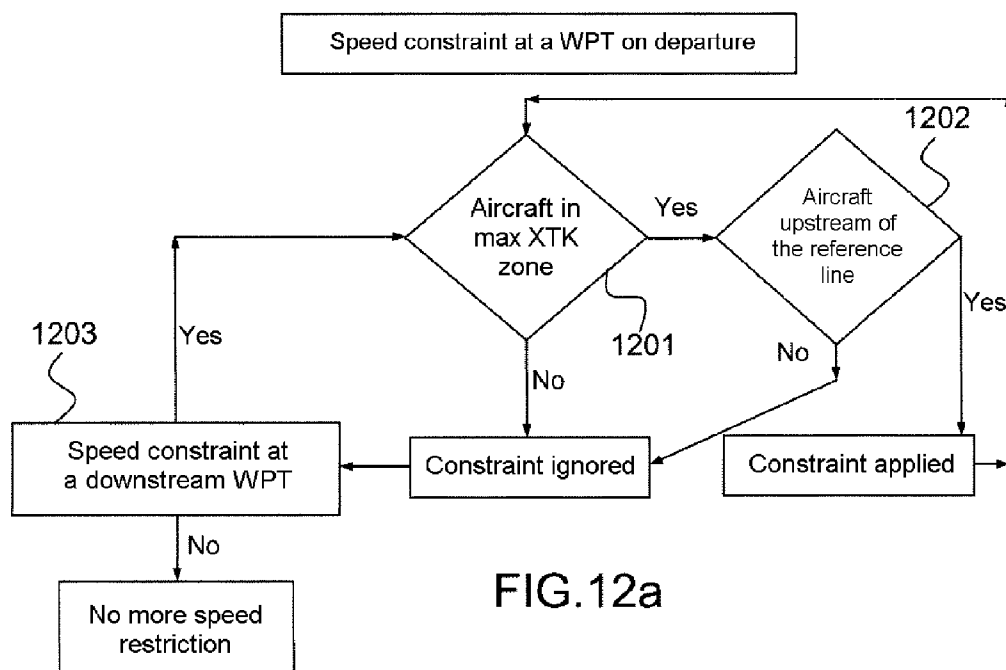 Speed constraint at a WPT on departure
1202
Aircraft in
max XTK
zone
Yes
Aircraft
upstream of
the reference
line
Yes
1203
Yes
1201
No
No
Speed constraint at
a downstream WPT
Constraint ignored
Constraint applied
No
No more speed
restriction
FIG.12a